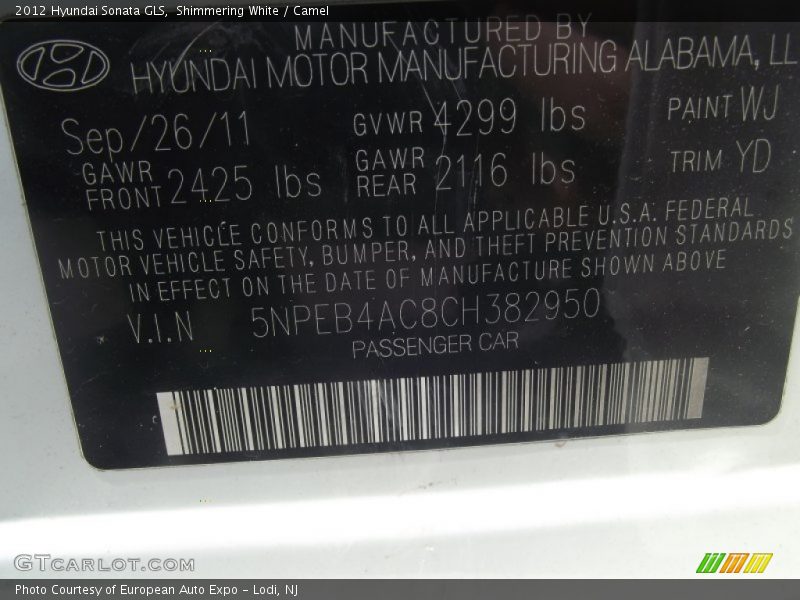 2012 Hyundai Sonata GLS, Shimmering White / Camel
MANUFACTURED BY
HYUNDAI MOTOR MANUFACTURING ALABAMA, LL
Sep/26/11 GVWR 4299 lbs PAINT WJ
GAWR FRONT 2425 lbs GAWR REAR 2116 lbs TRIM YD
THIS VEHICLE CONFORMS TO ALL APPLICABLE U.S.A. FEDERAL
MOTOR VEHICLE SAFETY, BUMPER, AND THEFT PREVENTION STANDARDS
IN EFFECT ON THE DATE OF MANUFACTURE SHOWN ABOVE
V.I.N 5NPEB4AC8CH382950
PASSENGER CAR
GTCARLOT.COM
Photo Courtesy of European Auto Expo - Lodi, NJ